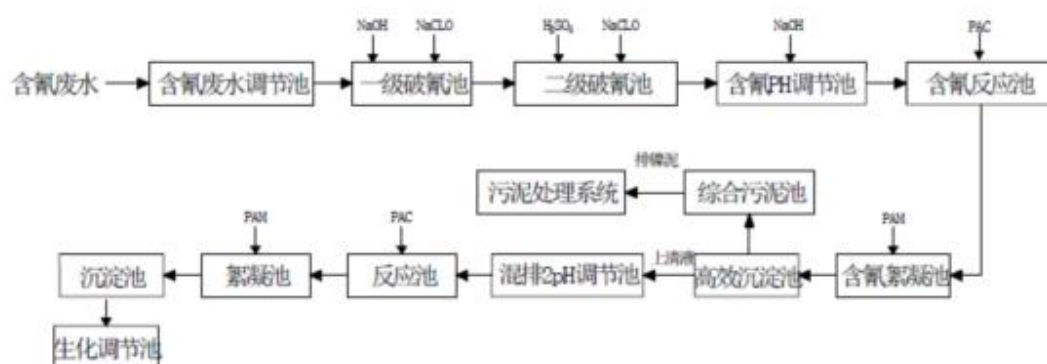 NaOH NaCLO H₂SO₄ NaCLO NaOH PAC
含氰废水 含氰废水调节池 一级破氰池 二级破氰池 含氰PH调节池 含氰反应池
排镍泥
污泥处理系统 综合污泥池
PAM PAC 上清液 PAM
沉淀池 絮凝池 反应池 混排2pH调节池 高效沉淀池 含氰絮凝池
生化调节池